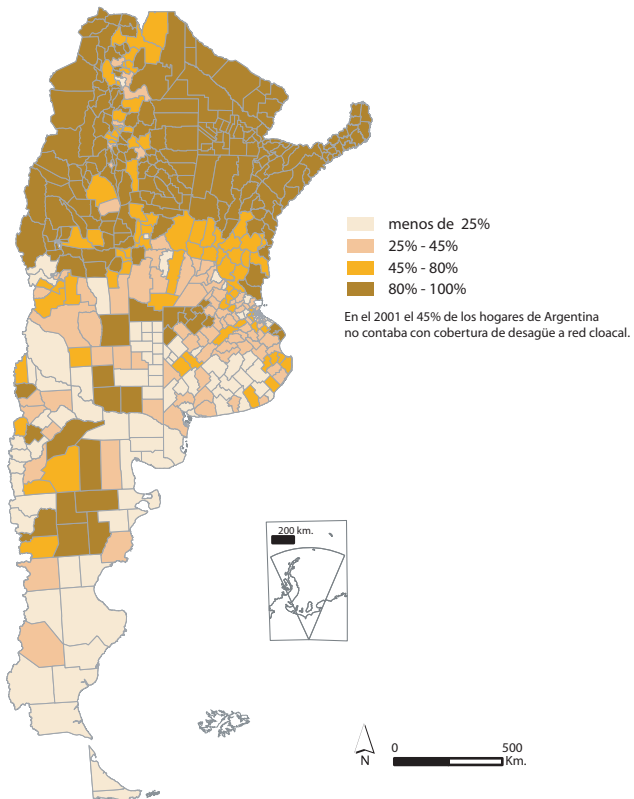 menos de 25%
25% - 45%
45% - 80%
80% - 100%
En el 2001 el 45% de los hogares de Argentina
no contaba con cobertura de desagüe a red cloacal.
200 km.
N
0 500
Km.